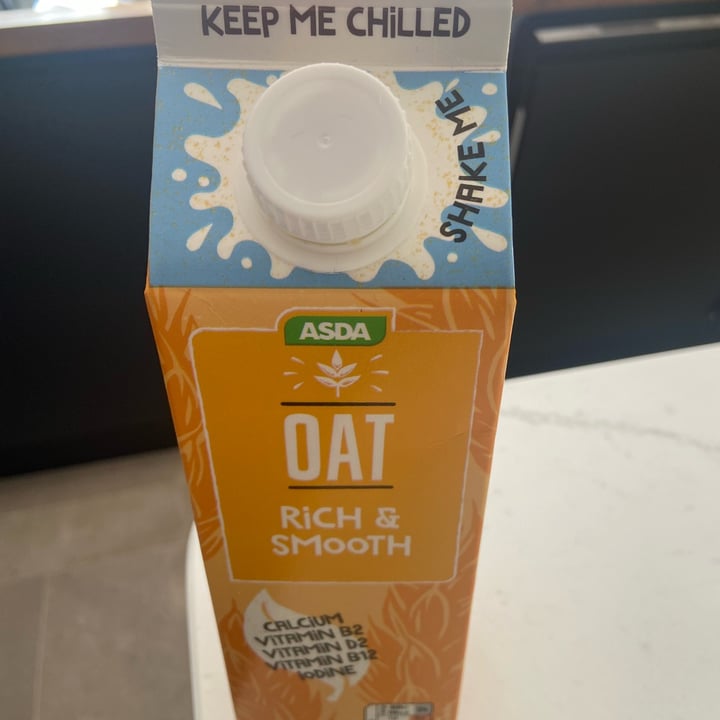 KEEP ME CHiLLED
SHAKE ME
ASDA
OAT
RiCH &
SMOOTH
CALCiUM
ViTAMiN B2
ViTAMiN D2
ViTAMiN B12
iODiNE